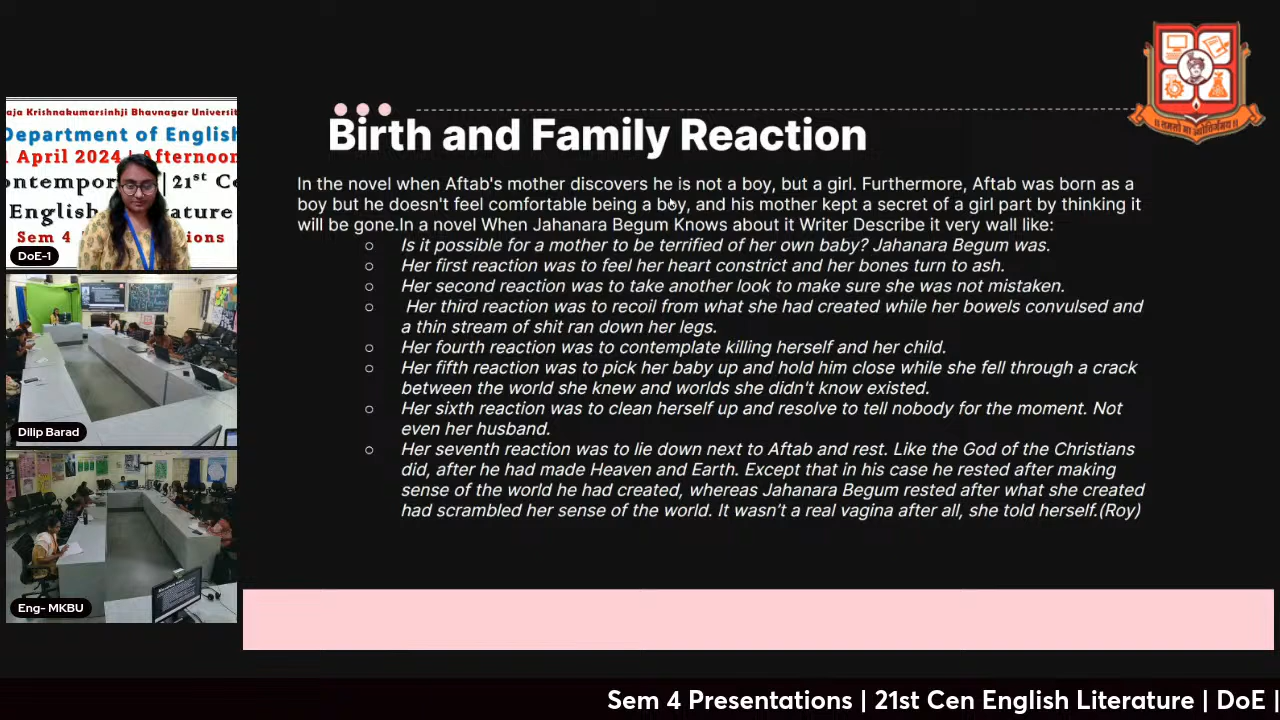 aja Krishnakumarsinhji Bhavnagar Universit
Department of English
April 2024 | Afternoon
ontempor | 21st Ce
English erature
Sem 4 ions
DoE-1
Dilip Barad
Eng- MKBU
Birth and Family Reaction
In the novel when Aftab's mother discovers he is not a boy, but a girl. Furthermore, Aftab was born as a
boy but he doesn't feel comfortable being a boy, and his mother kept a secret of a girl part by thinking it
will be gone.In a novel When Jahanara Begum Knows about it Writer Describe it very wall like:
○ Is it possible for a mother to be terrified of her own baby? Jahanara Begum was.
○ Her first reaction was to feel her heart constrict and her bones turn to ash.
○ Her second reaction was to take another look to make sure she was not mistaken.
○ Her third reaction was to recoil from what she had created while her bowels convulsed and
a thin stream of shit ran down her legs.
○ Her fourth reaction was to contemplate killing herself and her child.
○ Her fifth reaction was to pick her baby up and hold him close while she fell through a crack
between the world she knew and worlds she didn't know existed.
○ Her sixth reaction was to clean herself up and resolve to tell nobody for the moment. Not
even her husband.
○ Her seventh reaction was to lie down next to Aftab and rest. Like the God of the Christians
did, after he had made Heaven and Earth. Except that in his case he rested after making
sense of the world he had created, whereas Jahanara Begum rested after what she created
had scrambled her sense of the world. It wasn't a real vagina after all, she told herself.(Roy)
Sem 4 Presentations | 21st Cen English Literature | DoE |